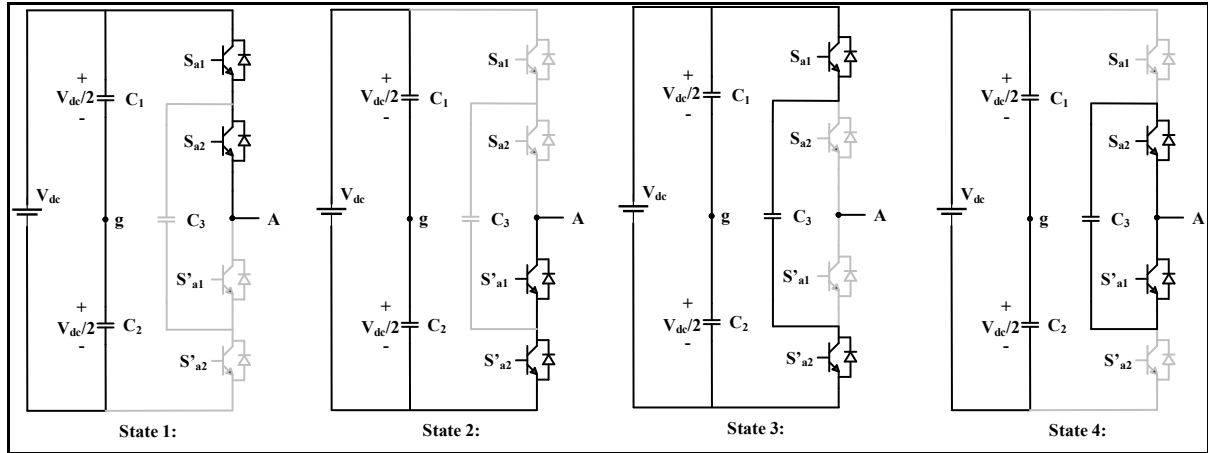 Sa1
+
Vdc/2
-
C1
Sa2
Vdc
g
C3
A
S'a1
+
Vdc/2
-
C2
S'a2
State 1:
Sa1
+
Vdc/2
-
C1
Sa2
Vdc
g
C3
A
S'a1
+
Vdc/2
-
C2
S'a2
State 2:
Sa1
+
Vdc/2
-
C1
Sa2
Vdc
g
C3
A
S'a1
+
Vdc/2
-
C2
S'a2
State 3:
Sa1
+
Vdc/2
-
C1
Sa2
Vdc
g
C3
A
S'a1
+
Vdc/2
-
C2
S'a2
State 4: